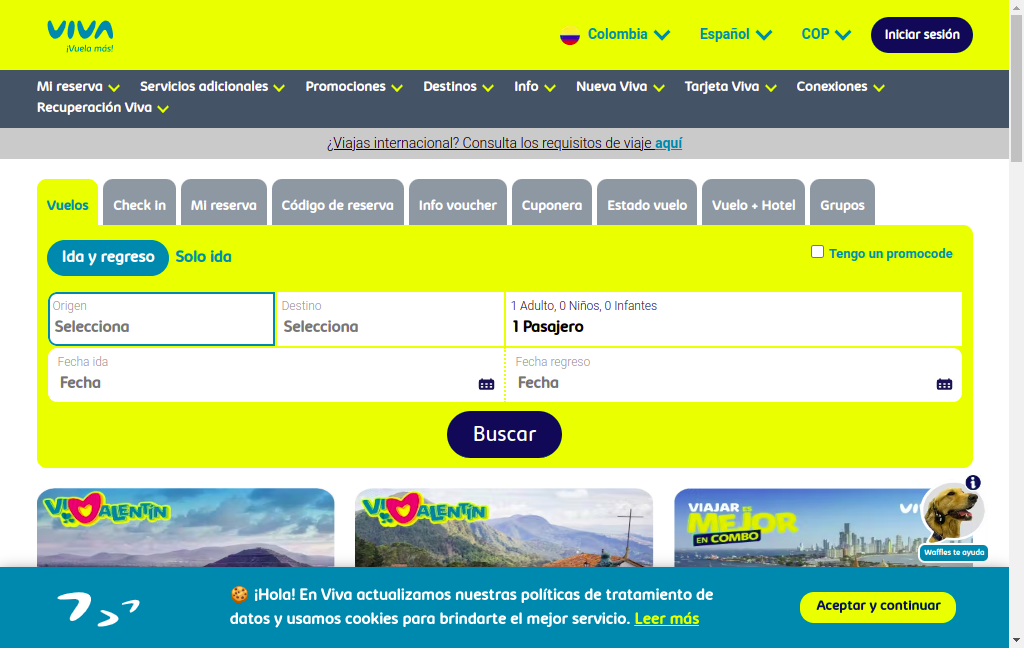 VIVA
¡Vuela más!
Colombia
Español
COP
Iniciar sesión
Mi reserva
Servicios adicionales
Promociones
Destinos
Info
Nueva Viva
Tarjeta Viva
Conexiones
Recuperación Viva
¿Viajas internacional? Consulta los requisitos de viaje aquí
Vuelos
Check In
Mi reserva
Código de reserva
Info voucher
Cuponera
Estado vuelo
Vuelo + Hotel
Grupos
Ida y regreso
Solo ida
Tengo un promocode
Origen
Selecciona
Destino
Selecciona
1 Adulto, 0 Niños, 0 Infantes
1 Pasajero
Fecha ida
Fecha
Fecha regreso
Fecha
Buscar
VALENTÍN
VALENTÍN
VIAJAR ES
MEJOR
EN COMBO
Waffles te ayuda
🍪 ¡Hola! En Viva actualizamos nuestras políticas de tratamiento de
datos y usamos cookies para brindarte el mejor servicio. Leer más
Aceptar y continuar